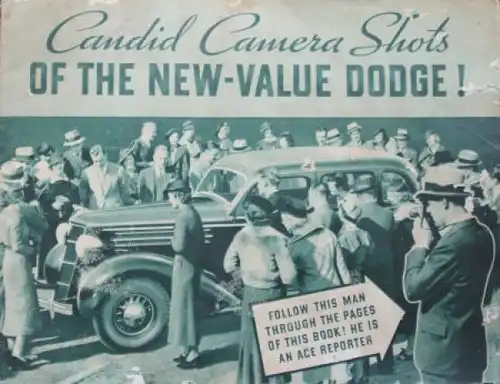 Candid Camera Shots
OF THE NEW-VALUE DODGE!
FOLLOW THIS MAN
THROUGH THE PAGES
OF THIS BOOK! HE IS
AN ACE REPORTER